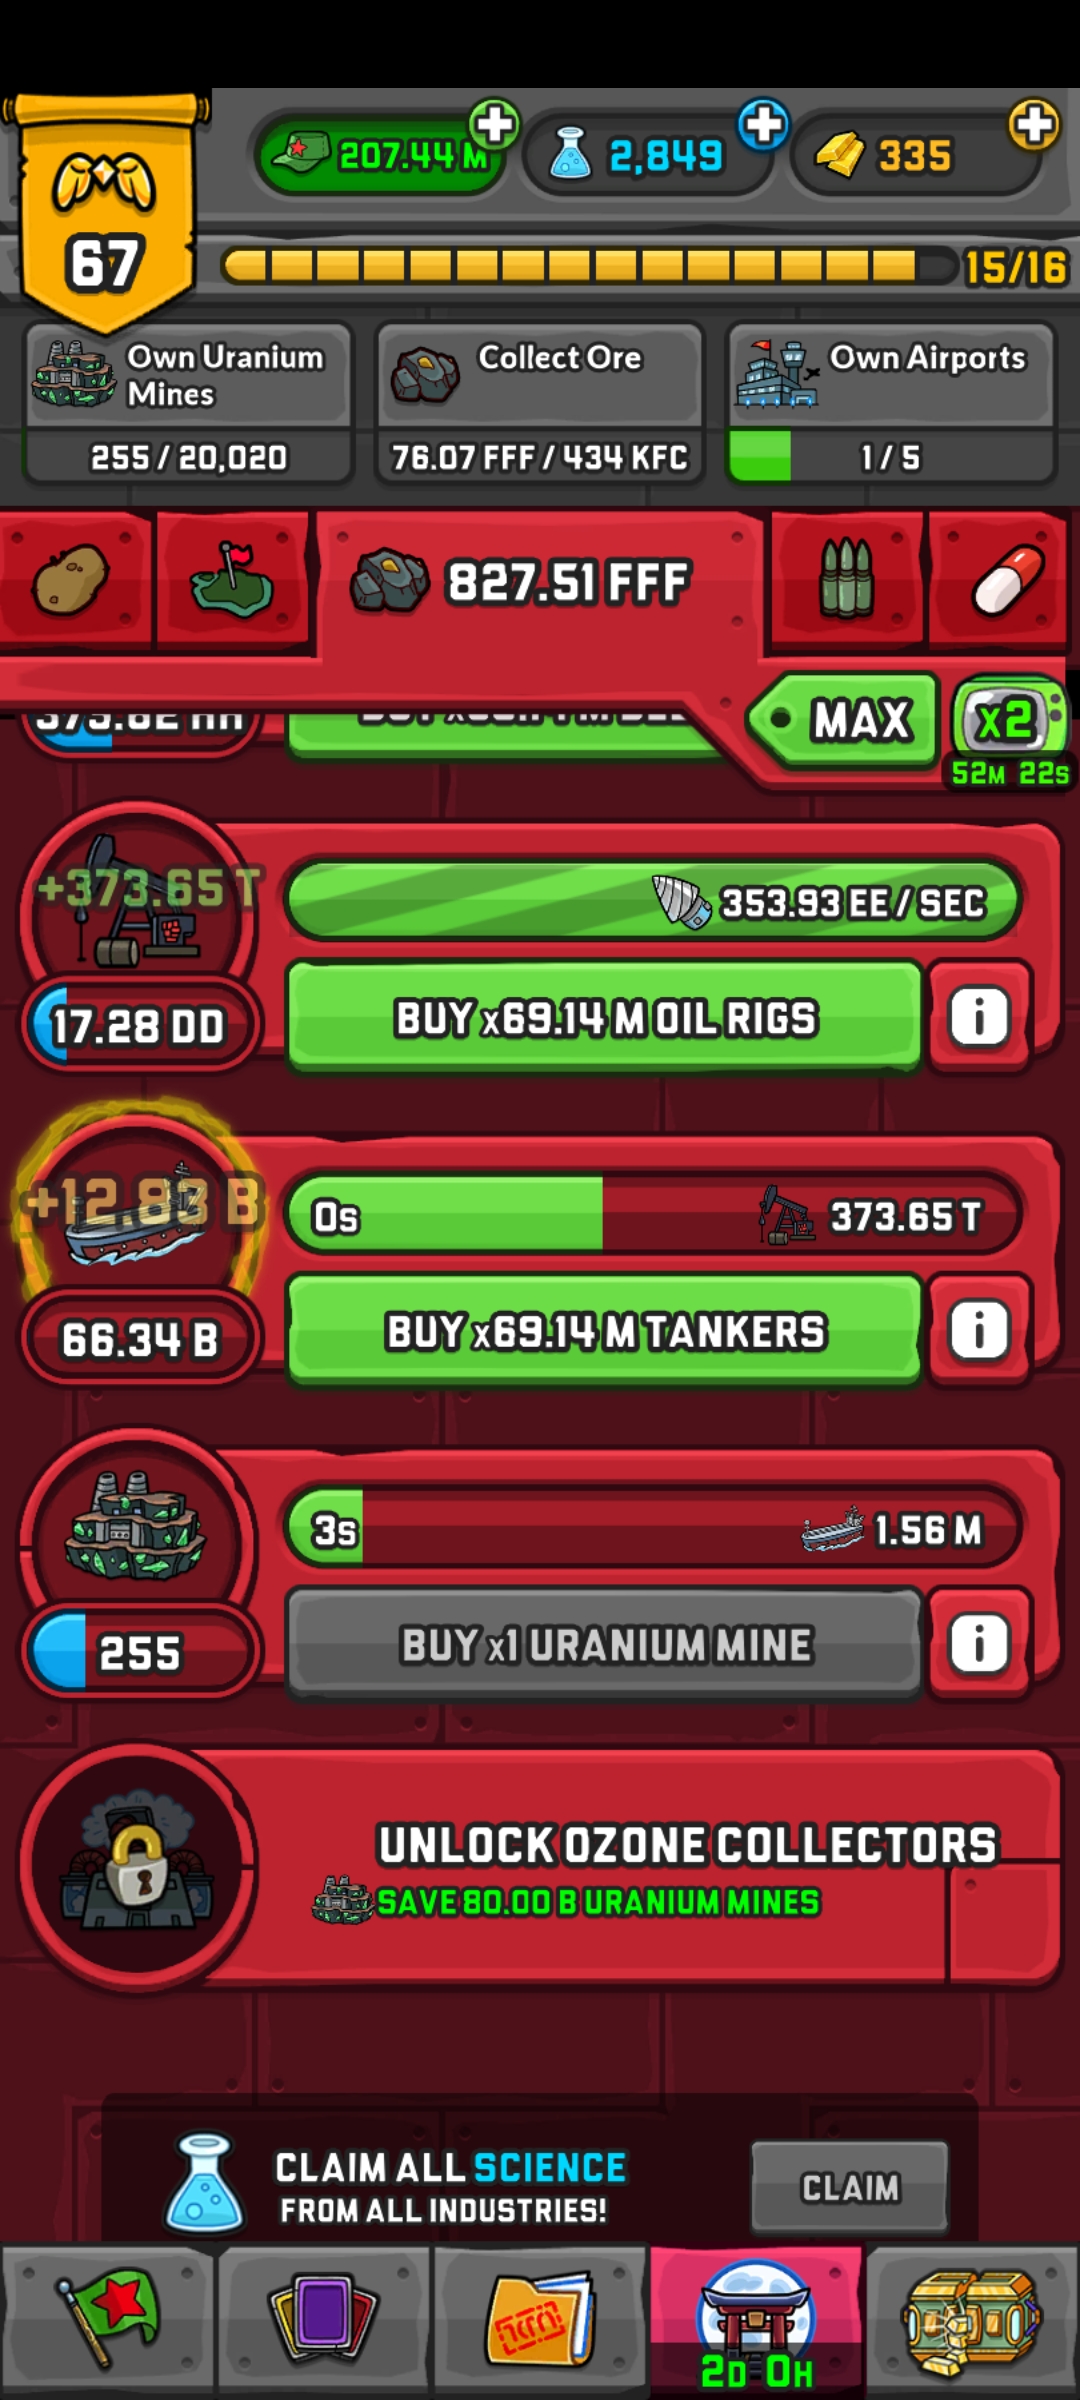 207.44 M
2,849
335
67
15/16
Own Uranium
Mines
255 / 20,020
Collect Ore
76.07 FFF / 434 KFC
Own Airports
1 / 5
827.51 FFF
MAX
x2
52M 22S
+373.65 T
353.93 EE / SEC
17.28 DD
BUY x69.14 M OIL RIGS
i
+12.83 B
0s
373.65 T
66.34 B
BUY x69.14 M TANKERS
i
3s
1.56 M
255
BUY x1 URANIUM MINE
i
UNLOCK OZONE COLLECTORS
SAVE 80.00 B URANIUM MINES
CLAIM ALL SCIENCE
FROM ALL INDUSTRIES!
CLAIM
2D 0H